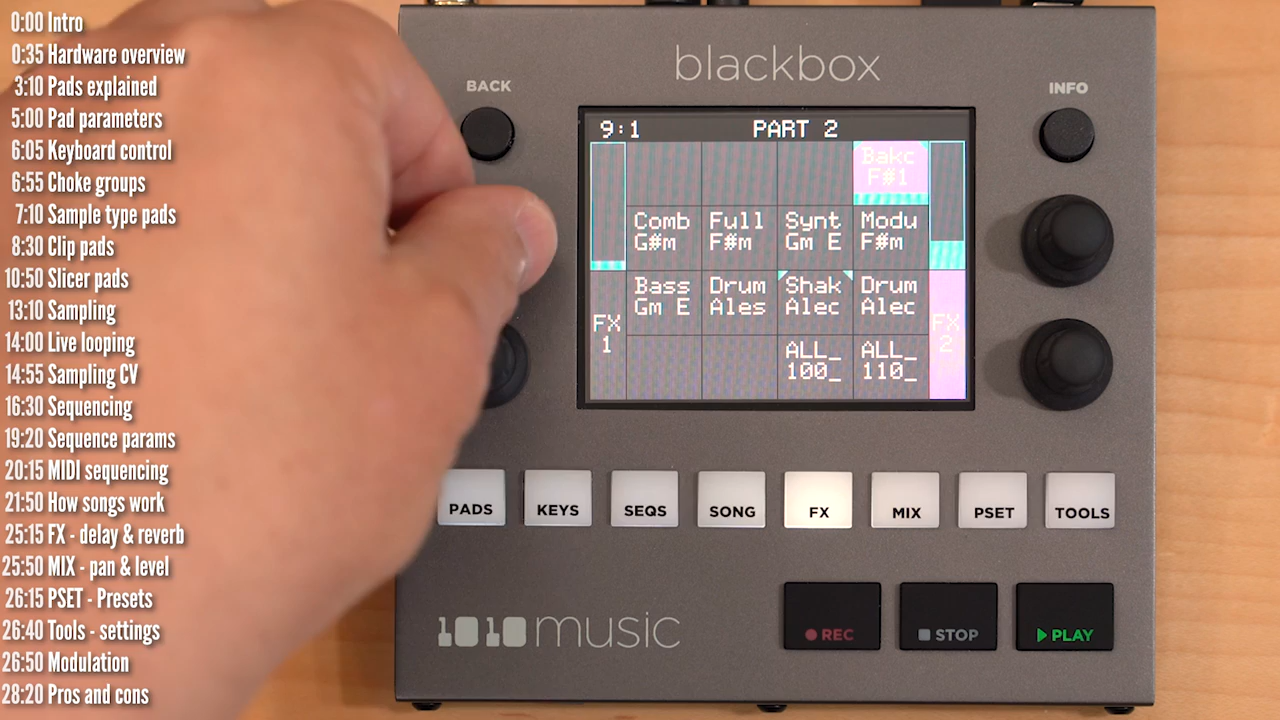 0:00 Intro
0:35 Hardware overview
3:10 Pads explained
5:00 Pad parameters
6:05 Keyboard control
6:55 Choke groups
7:10 Sample type pads
8:30 Clip pads
10:50 Slicer pads
13:10 Sampling
14:00 Live looping
14:55 Sampling CV
16:30 Sequencing
19:20 Sequence params
20:15 MIDI sequencing
21:50 How songs work
25:15 FX - delay & reverb
25:50 MIX - pan & level
26:15 PSET - Presets
26:40 Tools - settings
26:50 Modulation
28:20 Pros and cons
blackbox
BACK
INFO
9:1 PART 2
Bakc
F#1
Comb Full Synt Modu
G#m F#m Gm E F#m
Bass Drum Shak Drum
Gm E Ales Alec Alec
FX
1
FX
2
ALL_ ALL_
100_ 110_
PADS KEYS SEQS SONG FX MIX PSET TOOLS
1010music
REC STOP PLAY